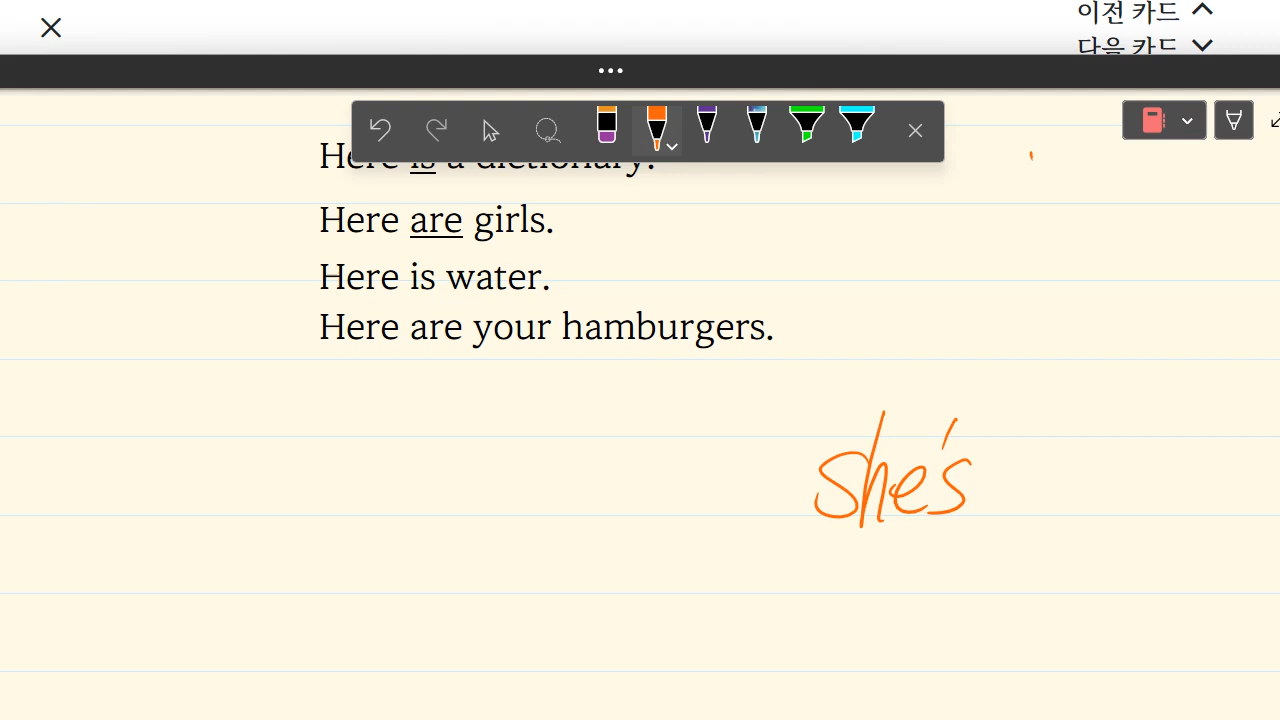 이전 카드
다음 카드
Here is a dictionary.
Here are girls.
Here is water.
Here are your hamburgers.
she's